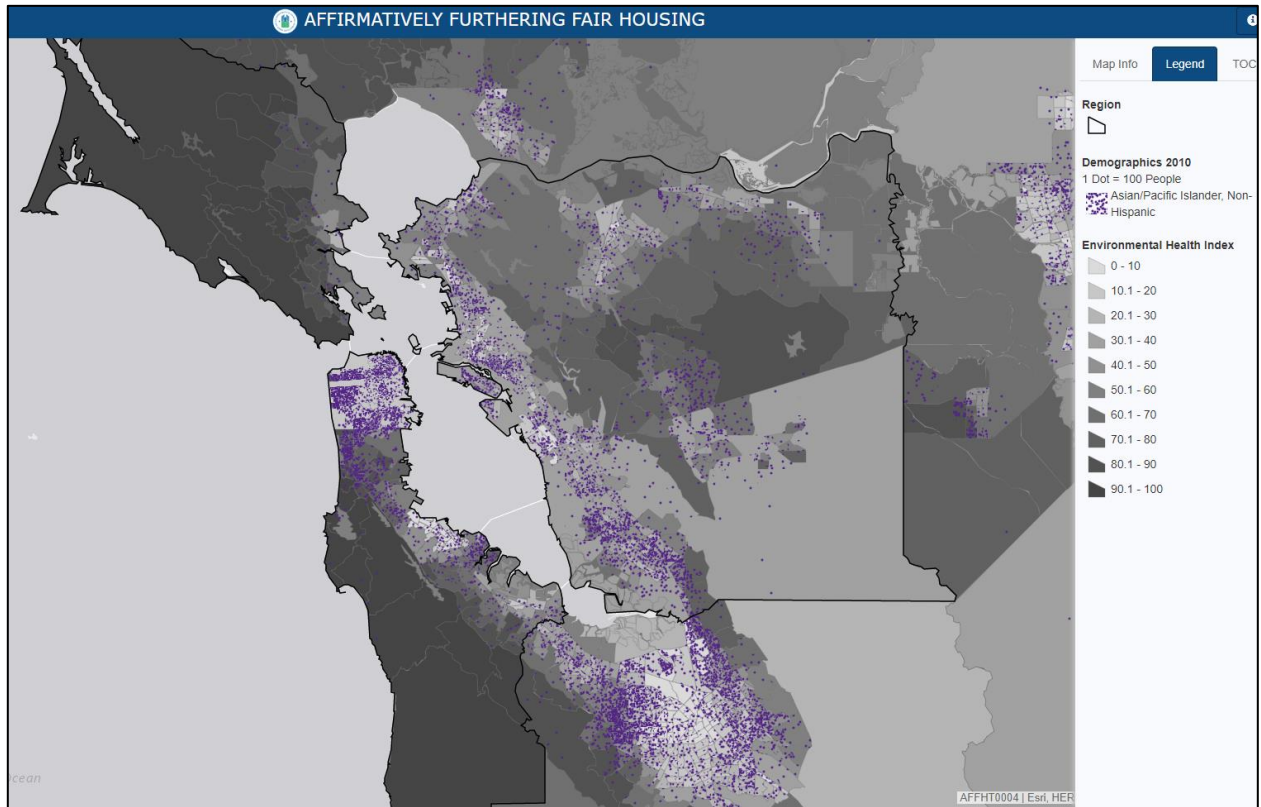 AFFIRMATIVELY FURTHERING FAIR HOUSING
Map Info
Legend
TOC
Region
Demographics 2010
1 Dot = 100 People
Asian/Pacific Islander, Non-
Hispanic
Environmental Health Index
0 - 10
10.1 - 20
20.1 - 30
30.1 - 40
40.1 - 50
50.1 - 60
60.1 - 70
70.1 - 80
80.1 - 90
90.1 - 100
Ocean
AFFHT0004 | Esri, HER